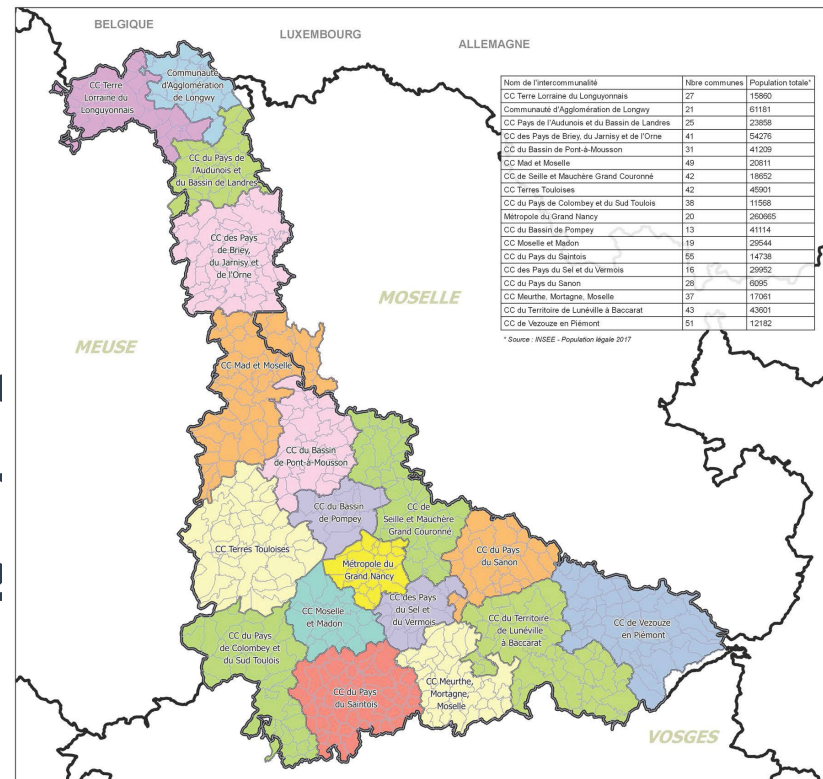 BELGIQUE
LUXEMBOURG
ALLEMAGNE
Nom de l'intercommunalité Nbre communes Population totale*
CC Terre Lorraine du Longuyonnais 27 15860
Communauté d'Agglomération de Longwy 21 61181
CC Pays de l'Audunois et du Bassin de Landres 25 23858
CC des Pays de Briey, du Jarnisy et de l'Orne 41 54276
CC du Bassin de Pont-à-Mousson 31 41209
CC Mad et Moselle 49 20811
CC de Seille et Mauchère Grand Couronné 42 18652
CC Terres Touloises 42 45901
CC du Pays de Colombey et du Sud Toulois 38 11568
Métropole du Grand Nancy 20 260665
CC du Bassin de Pompey 13 41114
CC Moselle et Madon 19 29544
CC du Pays du Saintois 55 14738
CC des Pays du Sel et du Vermois 16 29952
CC du Pays du Sanon 28 6095
CC Meurthe, Mortagne, Moselle 37 17061
CC du Territoire de Lunéville à Baccarat 43 43601
CC de Vezouze en Piémont 51 12182
* Source : INSEE - Population légale 2017
CC Terre
Lorraine du
Longuyonnais
Communauté
d'Agglomération
de Longwy
CC du Pays de
l'Audunois et
du Bassin de Landres
CC des Pays
de Briey,
du Jarnisy et
de l'Orne
MOSELLE
MEUSE
CC Mad et Moselle
CC du Bassin
de Pont-à-Mousson
CC du Bassin
de Pompey
CC de
Seille et Mauchère
Grand Couronné
CC Terres Touloises
Métropole du
Grand Nancy
CC du Pays
du Sanon
CC des Pays
du Sel et
du Vermois
CC Moselle
et Madon
CC du Territoire
de Lunéville
à Baccarat
CC de Vezouze
en Piémont
CC du Pays
de Colombey et
du Sud Toulois
CC du Pays
du Saintois
CC Meurthe,
Mortagne,
Moselle
VOSGES